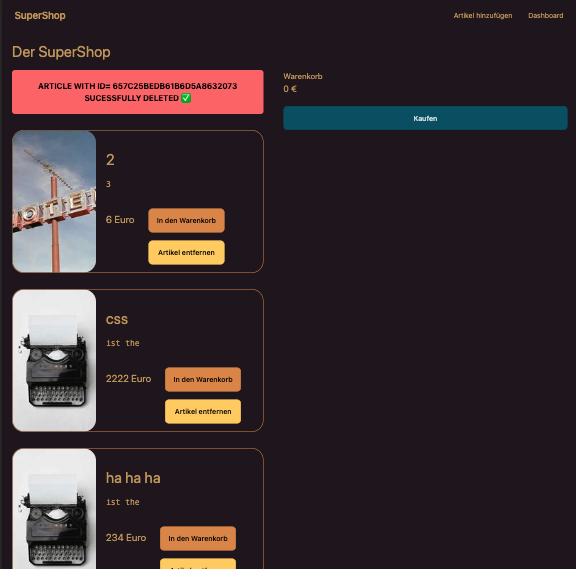 SuperShop
Artikel hinzufügen
Dashboard
Der SuperShop
ARTICLE WITH ID= 657C25BEDB61B6D5A8632073
SUCESSFULLY DELETED ✅
Warenkorb
0 €
Kaufen
2
3
6 Euro
In den Warenkorb
Artikel entfernen
CSS
ist the
2222 Euro
In den Warenkorb
Artikel entfernen
ha ha ha
ist the
234 Euro
In den Warenkorb